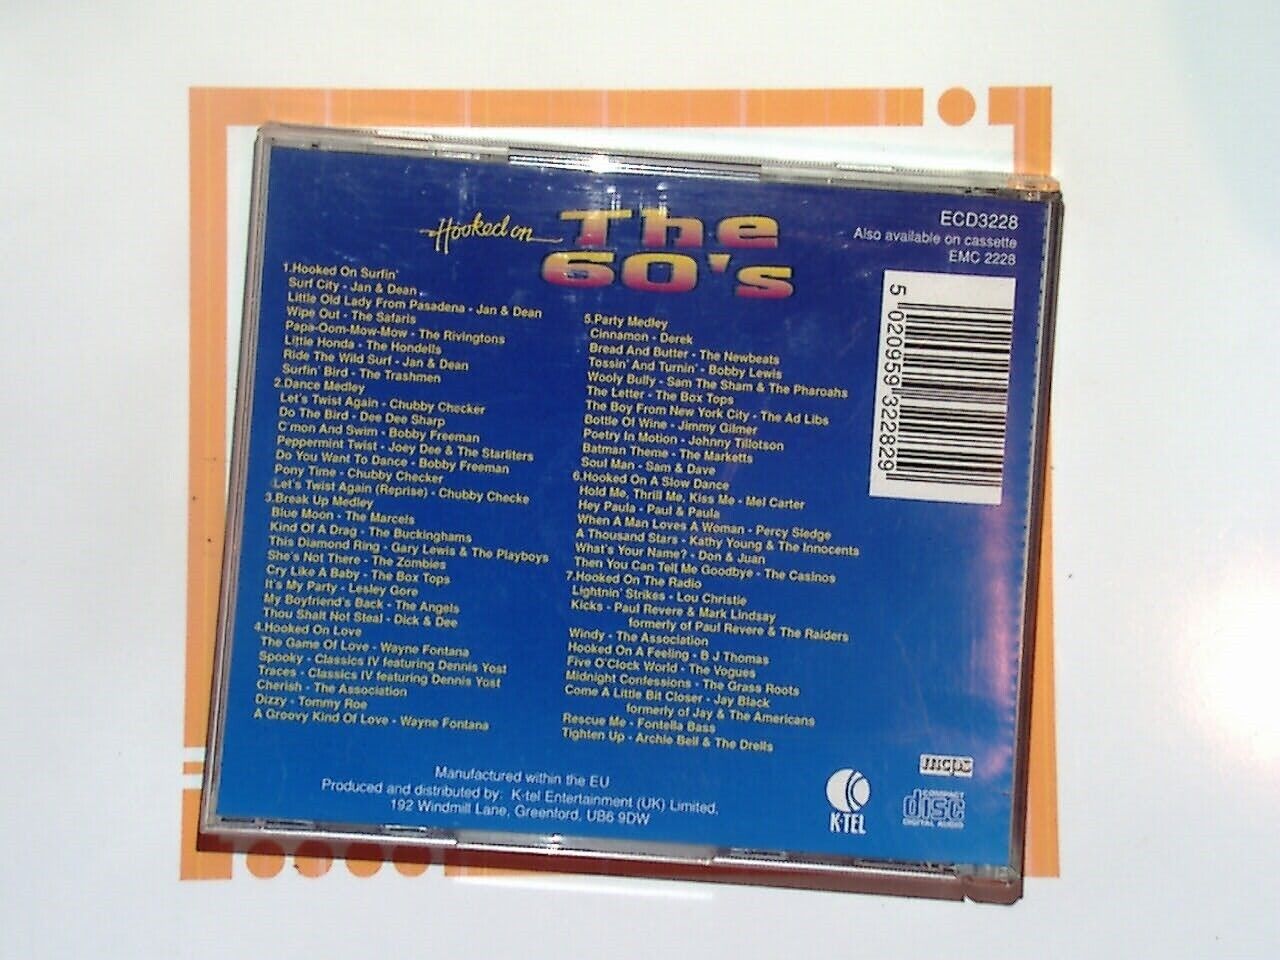 Hooked on The
60's
ECD3228
Also available on cassette
EMC 2228
5 020959 322829
1.Hooked On Surfin'
Surf City - Jan & Dean
Little Old Lady From Pasadena - Jan & Dean
Wipe Out - The Safaris
Papa-Oom-Mow-Mow - The Rivingtons
Little Honda - The Hondells
Ride The Wild Surf - Jan & Dean
Surfin' Bird - The Trashmen
2.Dance Medley
Let's Twist Again - Chubby Checker
Do The Bird - Dee Dee Sharp
C'mon And Swim - Bobby Freeman
Peppermint Twist - Joey Dee & The Starliters
Do You Want To Dance - Bobby Freeman
Pony Time - Chubby Checker
Let's Twist Again (Reprise) - Chubby Checke
3.Break Up Medley
Blue Moon - The Marcels
Kind Of A Drag - The Buckinghams
This Diamond Ring - Gary Lewis & The Playboys
She's Not There - The Zombies
Cry Like A Baby - The Box Tops
It's My Party - Lesley Gore
My Boyfriend's Back - The Angels
Thou Shalt Not Steal - Dick & Dee
4.Hooked On Love
The Game Of Love - Wayne Fontana
Spooky - Classics IV featuring Dennis Yost
Traces - Classics IV featuring Dennis Yost
Cherish - The Association
Dizzy - Tommy Roe
A Groovy Kind Of Love - Wayne Fontana
5.Party Medley
Cinnamon - Derek
Bread And Butter - The Newbeats
Tossin' And Turnin' - Bobby Lewis
Wooly Bully - Sam The Sham & The Pharoahs
The Letter - The Box Tops
The Boy From New York City - The Ad Libs
Bottle Of Wine - Jimmy Gilmer
Poetry In Motion - Johnny Tillotson
Batman Theme - The Marketts
Soul Man - Sam & Dave
6.Hooked On A Slow Dance
Hold Me, Thrill Me, Kiss Me - Mel Carter
Hey Paula - Paul & Paula
When A Man Loves A Woman - Percy Sledge
A Thousand Stars - Kathy Young & The Innocents
What's Your Name? - Don & Juan
Then You Can Tell Me Goodbye - The Casinos
7.Hooked On The Radio
Lightnin' Strikes - Lou Christie
Kicks - Paul Revere & Mark Lindsay
formerly of Paul Revere & The Raiders
Windy - The Association
Hooked On A Feeling - B J Thomas
Five O'Clock World - The Vogues
Midnight Confessions - The Grass Roots
Come A Little Bit Closer - Jay Black
formerly of Jay & The Americans
Rescue Me - Fontella Bass
Tighten Up - Archie Bell & The Drells
Manufactured within the EU
Produced and distributed by: K-tel Entertainment (UK) Limited,
192 Windmill Lane, Greenford, UB6 9DW
K-TEL
mcps
COMPACT
disc
DIGITAL AUDIO